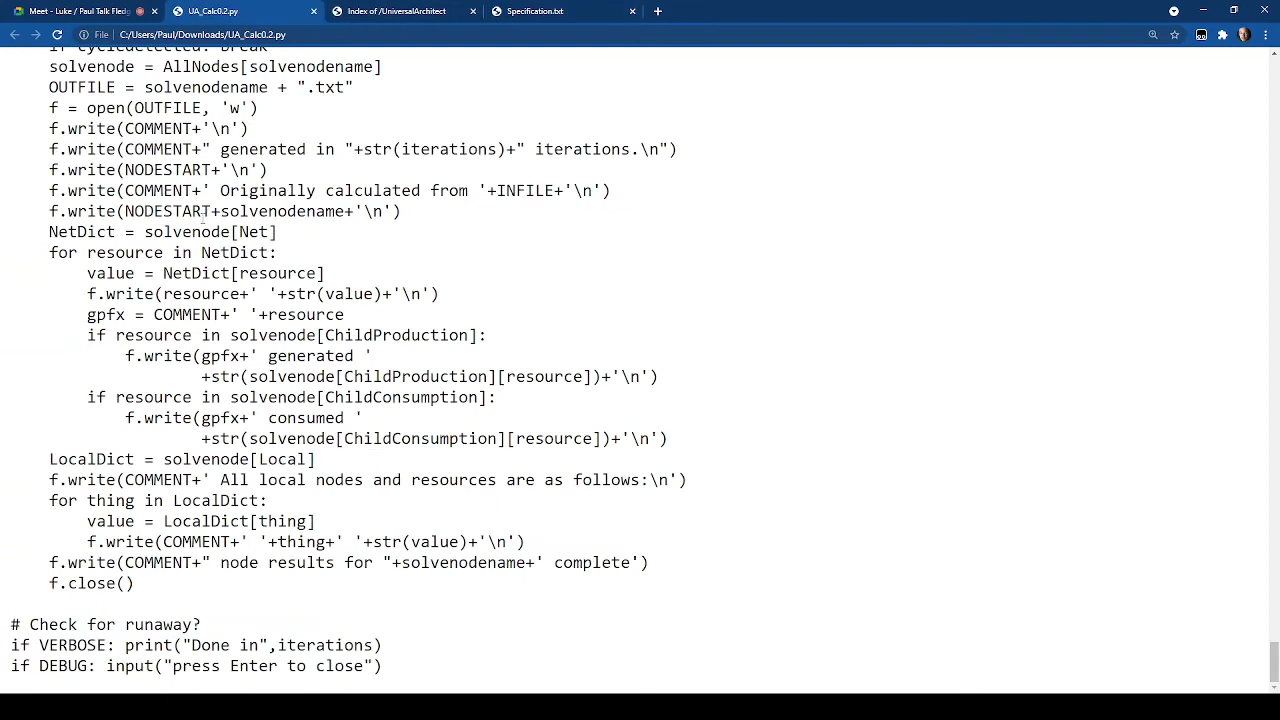 Meet - Luke / Paul Talk Fledg
UA_Calc0.2.py
Index of /UniversalArchitect
Specification.txt
File
C:/Users/Paul/Downloads/UA_Calc0.2.py
if cycledetected: break
solvenode = AllNodes[solvenodename]
OUTFILE = solvenodename + ".txt"
f = open(OUTFILE, 'w')
f.write(COMMENT+'\n')
f.write(COMMENT+" generated in "+str(iterations)+" iterations.\n")
f.write(NODESTART+'\n')
f.write(COMMENT+' Originally calculated from '+INFILE+'\n')
f.write(NODESTART+solvenodename+'\n')
NetDict = solvenode[Net]
for resource in NetDict:
value = NetDict[resource]
f.write(resource+' '+str(value)+'\n')
gpfx = COMMENT+' '+resource
if resource in solvenode[ChildProduction]:
f.write(gpfx+' generated '
+str(solvenode[ChildProduction][resource])+'\n')
if resource in solvenode[ChildConsumption]:
f.write(gpfx+' consumed '
+str(solvenode[ChildConsumption][resource])+'\n')
LocalDict = solvenode[Local]
f.write(COMMENT+' All local nodes and resources are as follows:\n')
for thing in LocalDict:
value = LocalDict[thing]
f.write(COMMENT+' '+thing+' '+str(value)+'\n')
f.write(COMMENT+" node results for "+solvenodename+' complete')
f.close()
# Check for runaway?
if VERBOSE: print("Done in",iterations)
if DEBUG: input("press Enter to close")